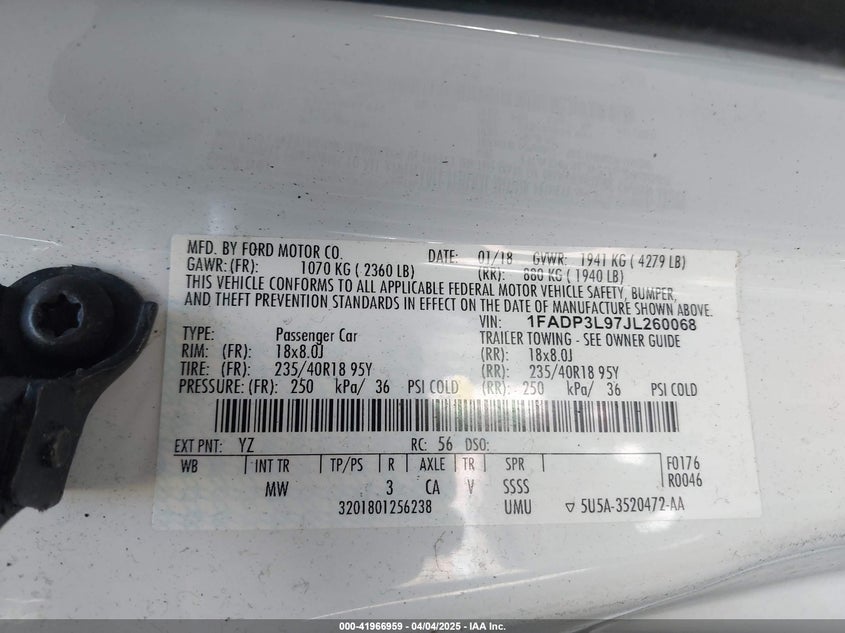 MFD. BY FORD MOTOR CO. DATE: 01/18 GVWR: 1941 KG ( 4279 LB)
GAWR: (FR): 1070 KG ( 2360 LB) (RR): 880 KG ( 1940 LB)
THIS VEHICLE CONFORMS TO ALL APPLICABLE FEDERAL MOTOR VEHICLE SAFETY, BUMPER,
AND THEFT PREVENTION STANDARDS IN EFFECT ON THE DATE OF MANUFACTURE SHOWN ABOVE.
VIN: 1FADP3L97JL260068
TYPE: Passenger Car TRAILER TOWING - SEE OWNER GUIDE
RIM: (FR): 18x8.0J (RR): 18x8.0J
TIRE: (FR): 235/40R18 95Y (RR): 235/40R18 95Y
PRESSURE: (FR): 250 kPa/ 36 PSI COLD (RR): 250 kPa/ 36 PSI COLD
EXT PNT: YZ RC: 56 DSO:
WB INT TR TP/PS R AXLE TR SPR F0176
MW 3 CA V SSSS R0046
3201801256238 UMU ▽ 5U5A-3520472-AA
000-41966959 - 04/04/2025 - IAA Inc.